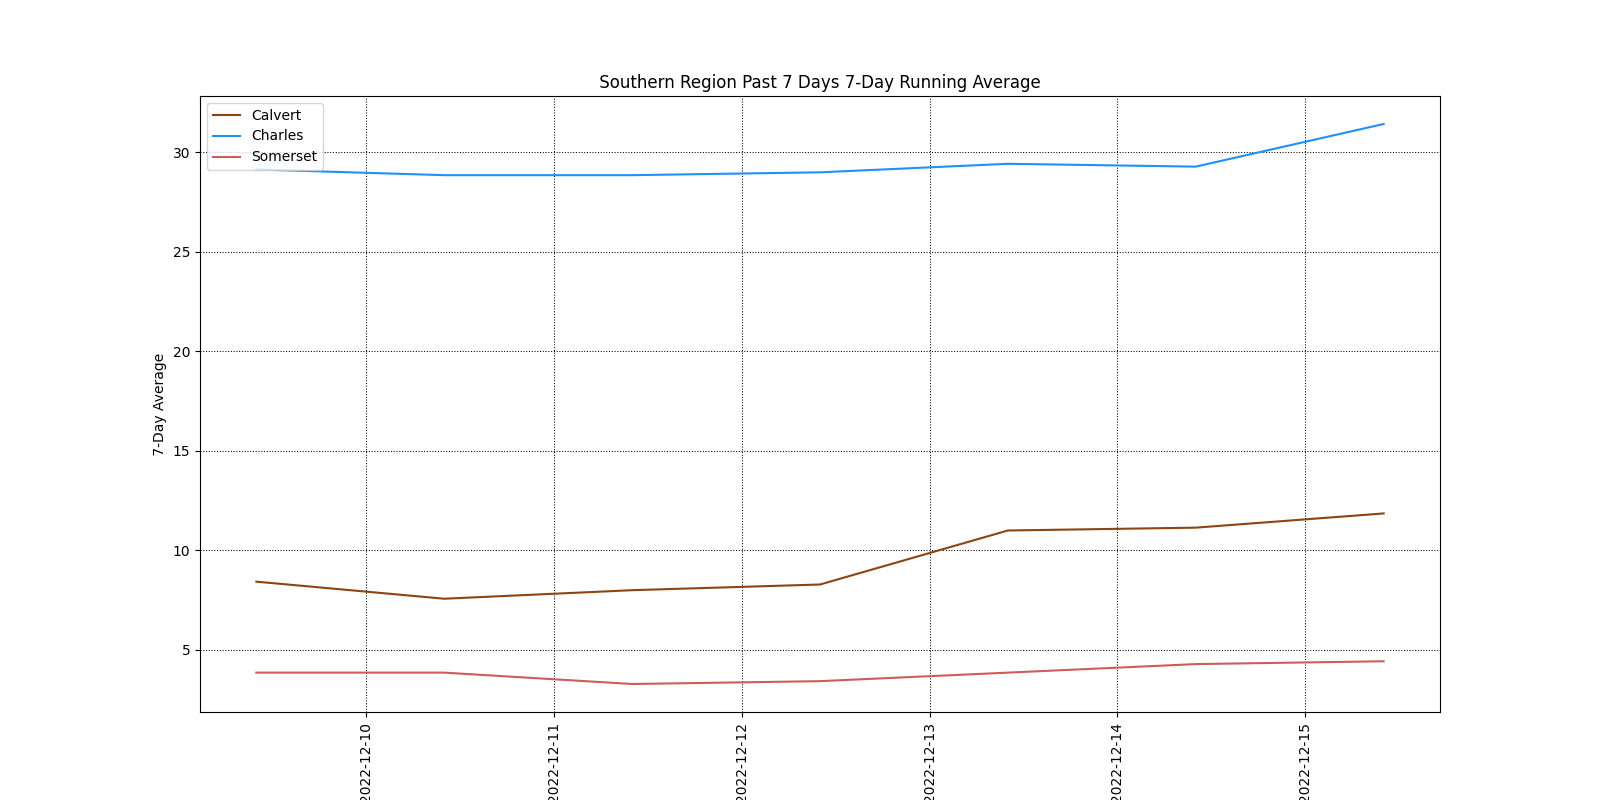 Southern Region Past 7 Days 7-Day Running Average
Calvert
Charles
Somerset
7-Day Average
30
25
20
15
10
5
2022-12-10
2022-12-11
2022-12-12
2022-12-13
2022-12-14
2022-12-15